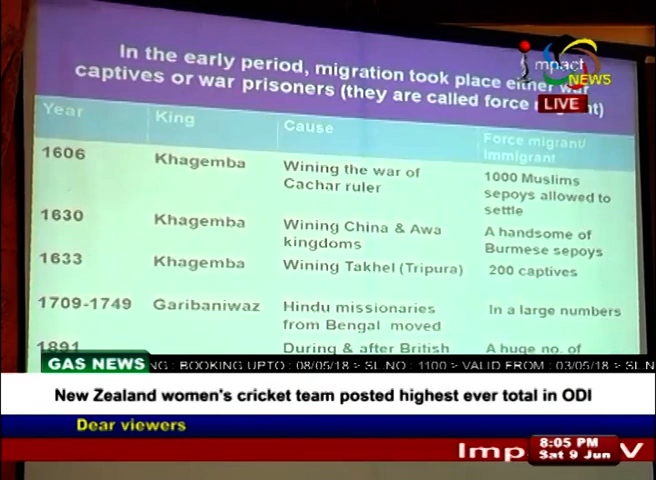 In the early period, migration took place either war
captives or war prisoners (they are called force migrant)
Year King Cause Force migrant/
Immigrant
1606 Khagemba Wining the war of
Cachar ruler
1000 Muslims
sepoys allowed to
settle
1630 Khagemba Wining China & Awa
kingdoms
A handsome of
Burmese sepoys
1633 Khagemba Wining Takhel (Tripura) 200 captives
1709-1749 Garibaniwaz Hindu missionaries
from Bengal moved
In a large numbers
1891 During & after British A huge no. of
impact
NEWS
LIVE
GAS NEWS NG : BOOKING UPTO : 08/05/18 > SL.NO : 1100 > VALID FROM : 03/05/18 > SL.N
New Zealand women's cricket team posted highest ever total in ODI
Dear viewers
Imp V
8:05 PM
Sat 9 Jun